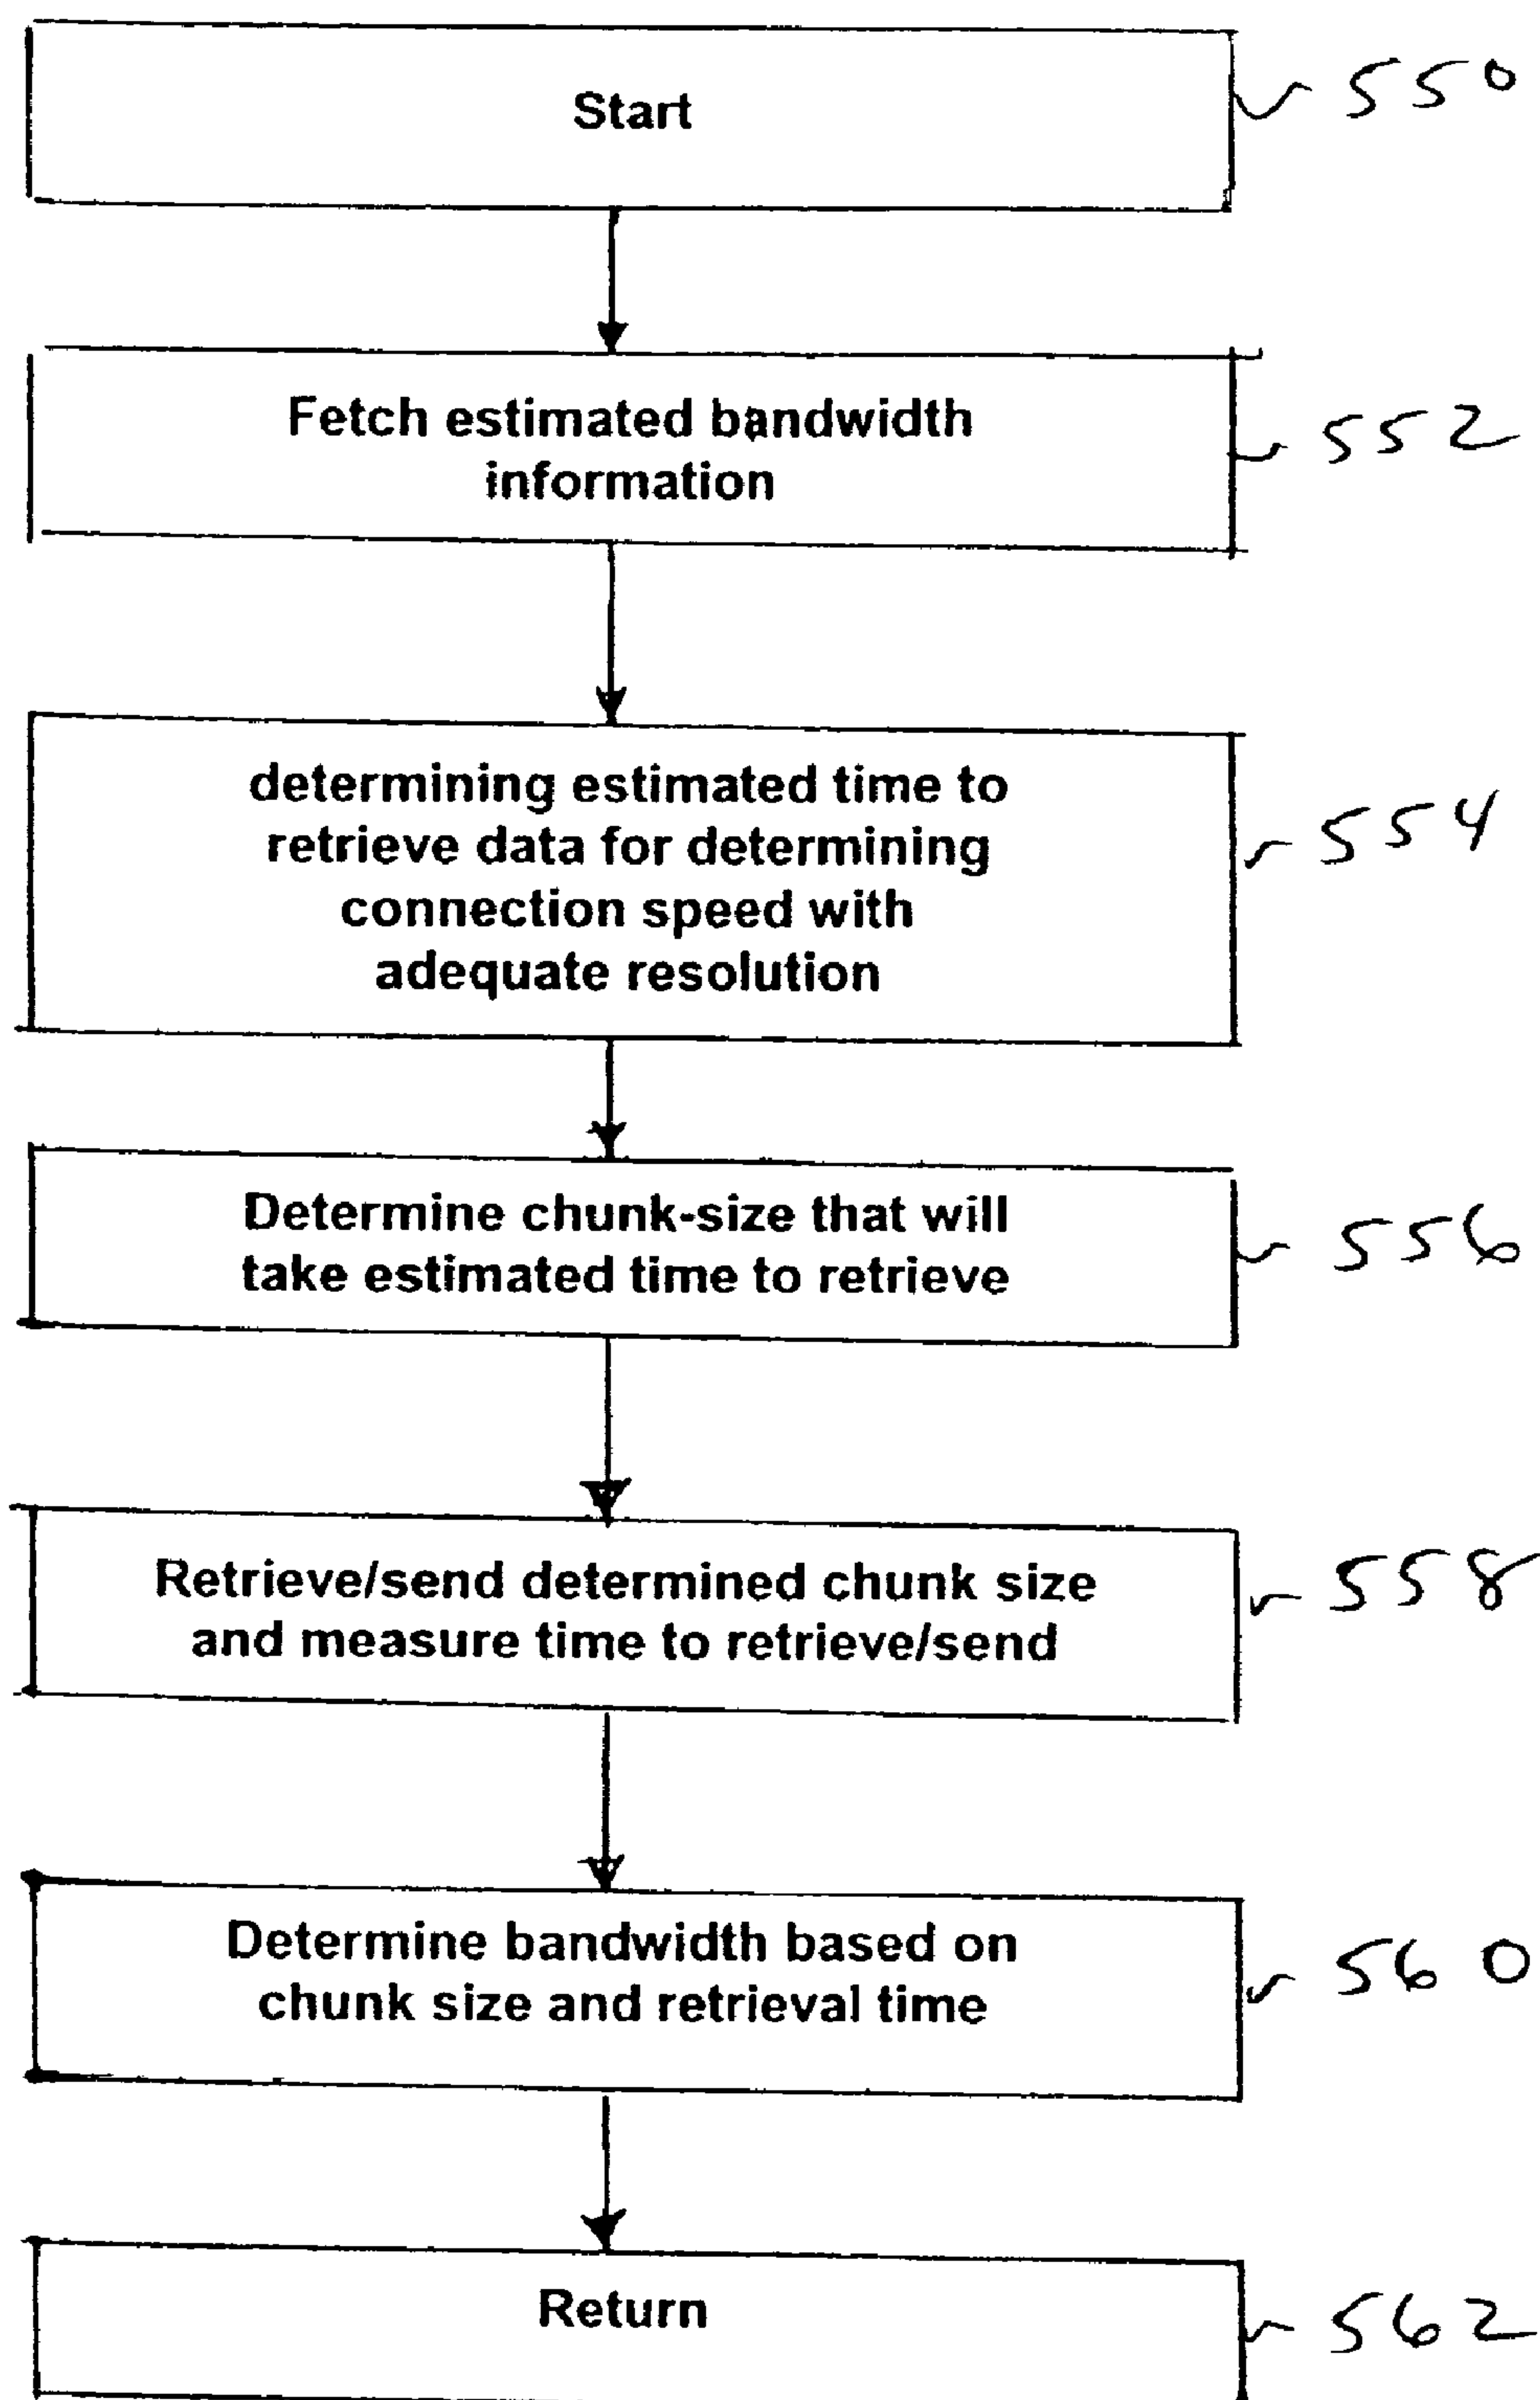 Start
550
Fetch estimated bandwidth
information
552
determining estimated time to
retrieve data for determining
connection speed with
adequate resolution
554
Determine chunk-size that will
take estimated time to retrieve
556
Retrieve/send determined chunk size
and measure time to retrieve/send
558
Determine bandwidth based on
chunk size and retrieval time
560
Return
562